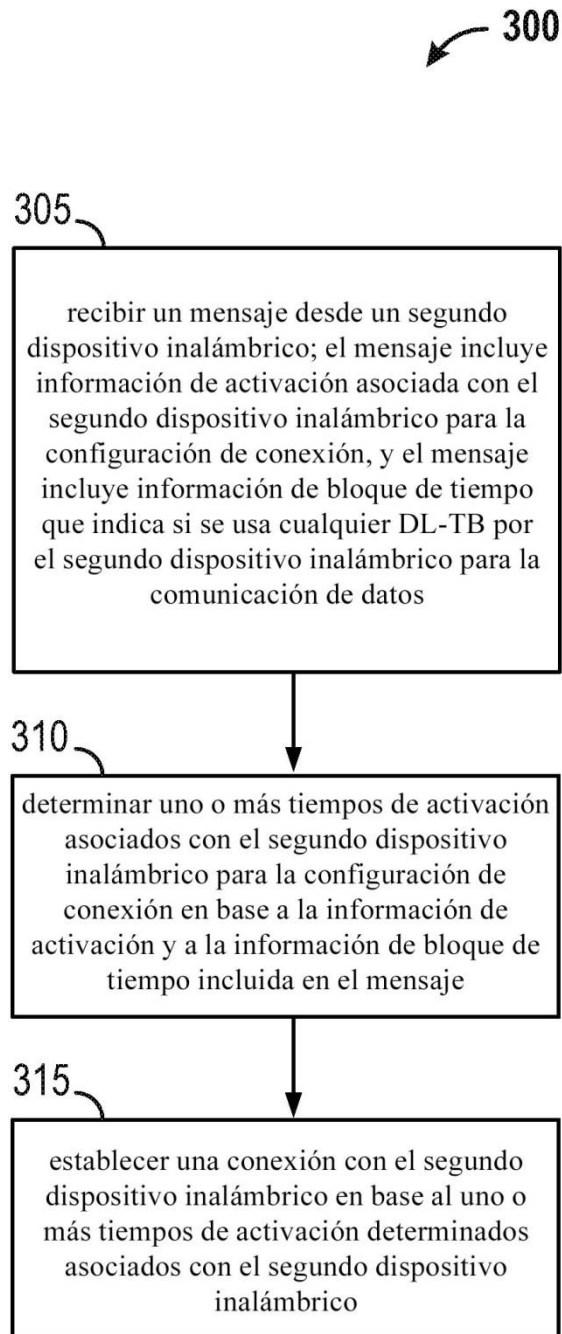 300
305
recibir un mensaje desde un segundo
dispositivo inalámbrico; el mensaje incluye
información de activación asociada con el
segundo dispositivo inalámbrico para la
configuración de conexión, y el mensaje
incluye información de bloque de tiempo
que indica si se usa cualquier DL-TB por
el segundo dispositivo inalámbrico para la
comunicación de datos
310
determinar uno o más tiempos de activación
asociados con el segundo dispositivo
inalámbrico para la configuración de
conexión en base a la información de
activación y a la información de bloque de
tiempo incluida en el mensaje
315
establecer una conexión con el segundo
dispositivo inalámbrico en base al uno o
más tiempos de activación determinados
asociados con el segundo dispositivo
inalámbrico